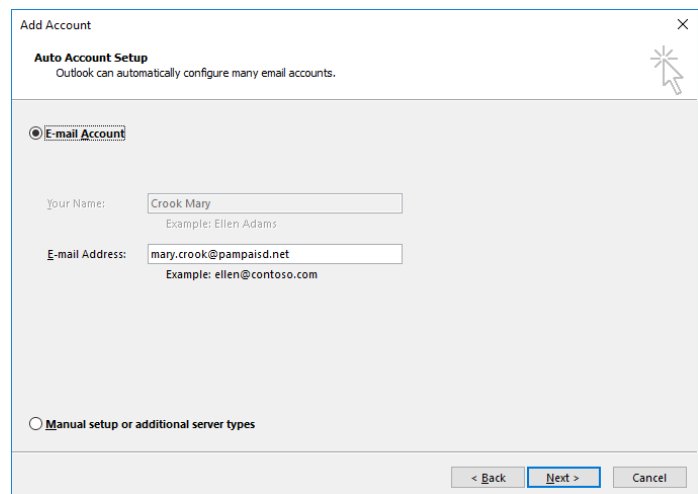 Add Account
Auto Account Setup
Outlook can automatically configure many email accounts.
E-mail Account
Your Name:
Crook Mary
Example: Ellen Adams
E-mail Address:
mary.crook@pampaisd.net
Example: ellen@contoso.com
Manual setup or additional server types
< Back
Next >
Cancel